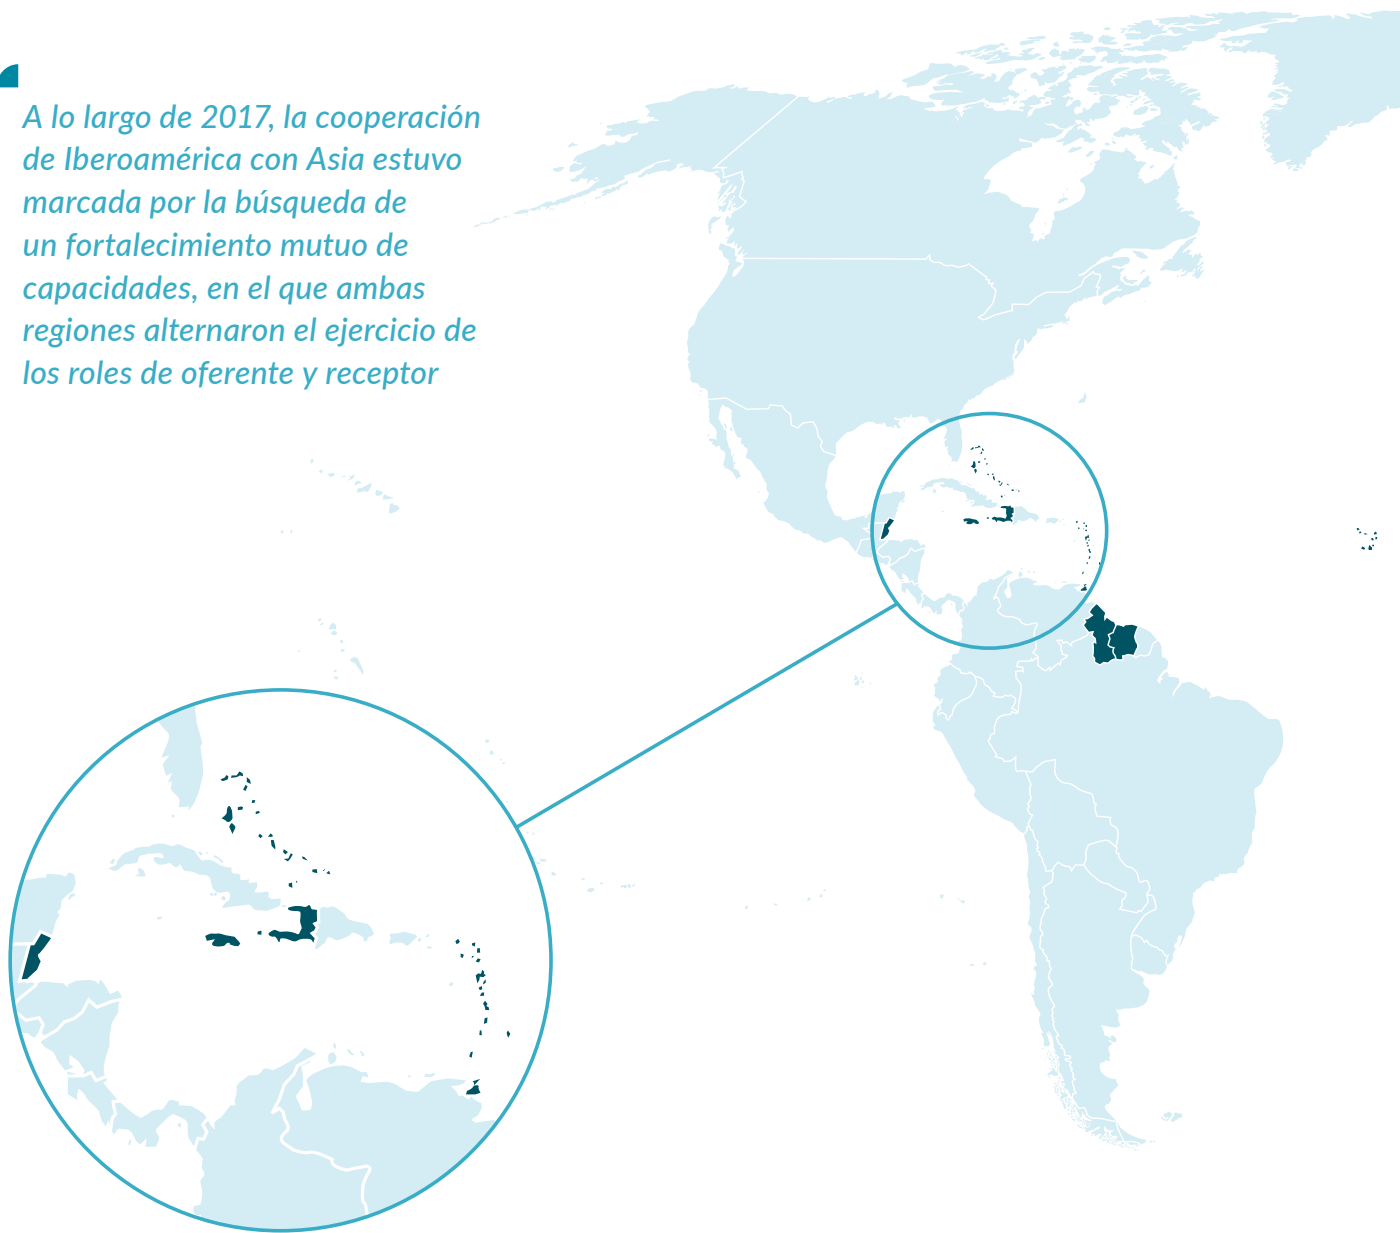 A lo largo de 2017, la cooperación
de Iberoamérica con Asia estuvo
marcada por la búsqueda de
un fortalecimiento mutuo de
capacidades, en el que ambas
regiones alternaron el ejercicio de
los roles de oferente y receptor